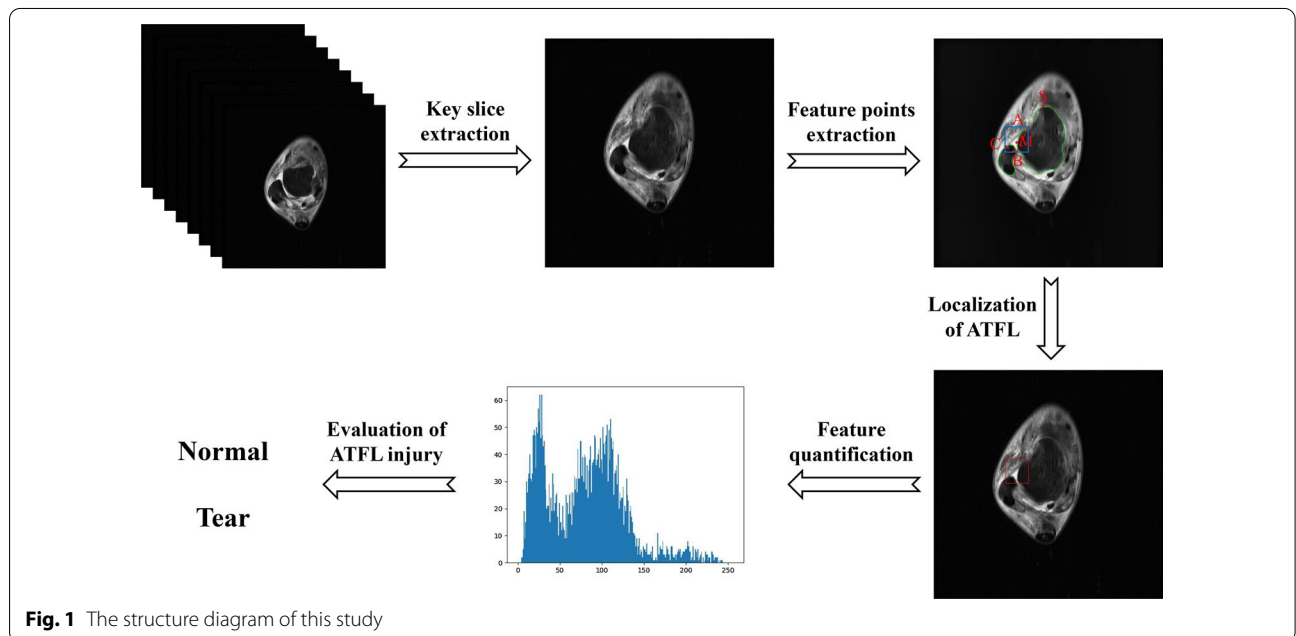 Key slice
extraction
Feature points
extraction
S
A
C
M
B
Localization
of ATFL
Feature
quantification
60
50
40
30
20
10
0
0
50
100
150
200
250
Evaluation of
ATFL injury
Normal
Tear
Fig. 1 The structure diagram of this study